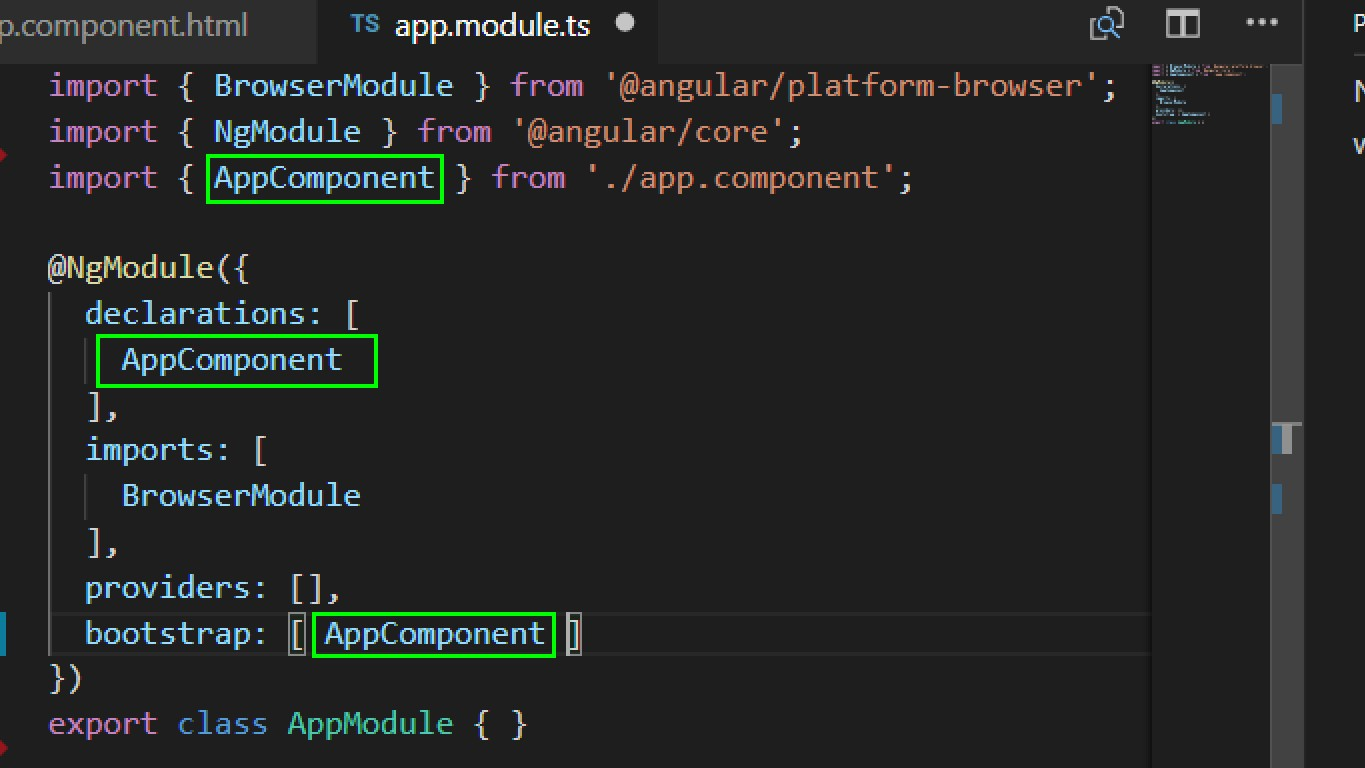 p.component.html
TS app.module.ts
import { BrowserModule } from '@angular/platform-browser';
import { NgModule } from '@angular/core';
import { AppComponent } from './app.component';
@NgModule({
declarations: [
AppComponent
],
imports: [
BrowserModule
],
providers: [],
bootstrap: [ AppComponent ]
})
export class AppModule { }